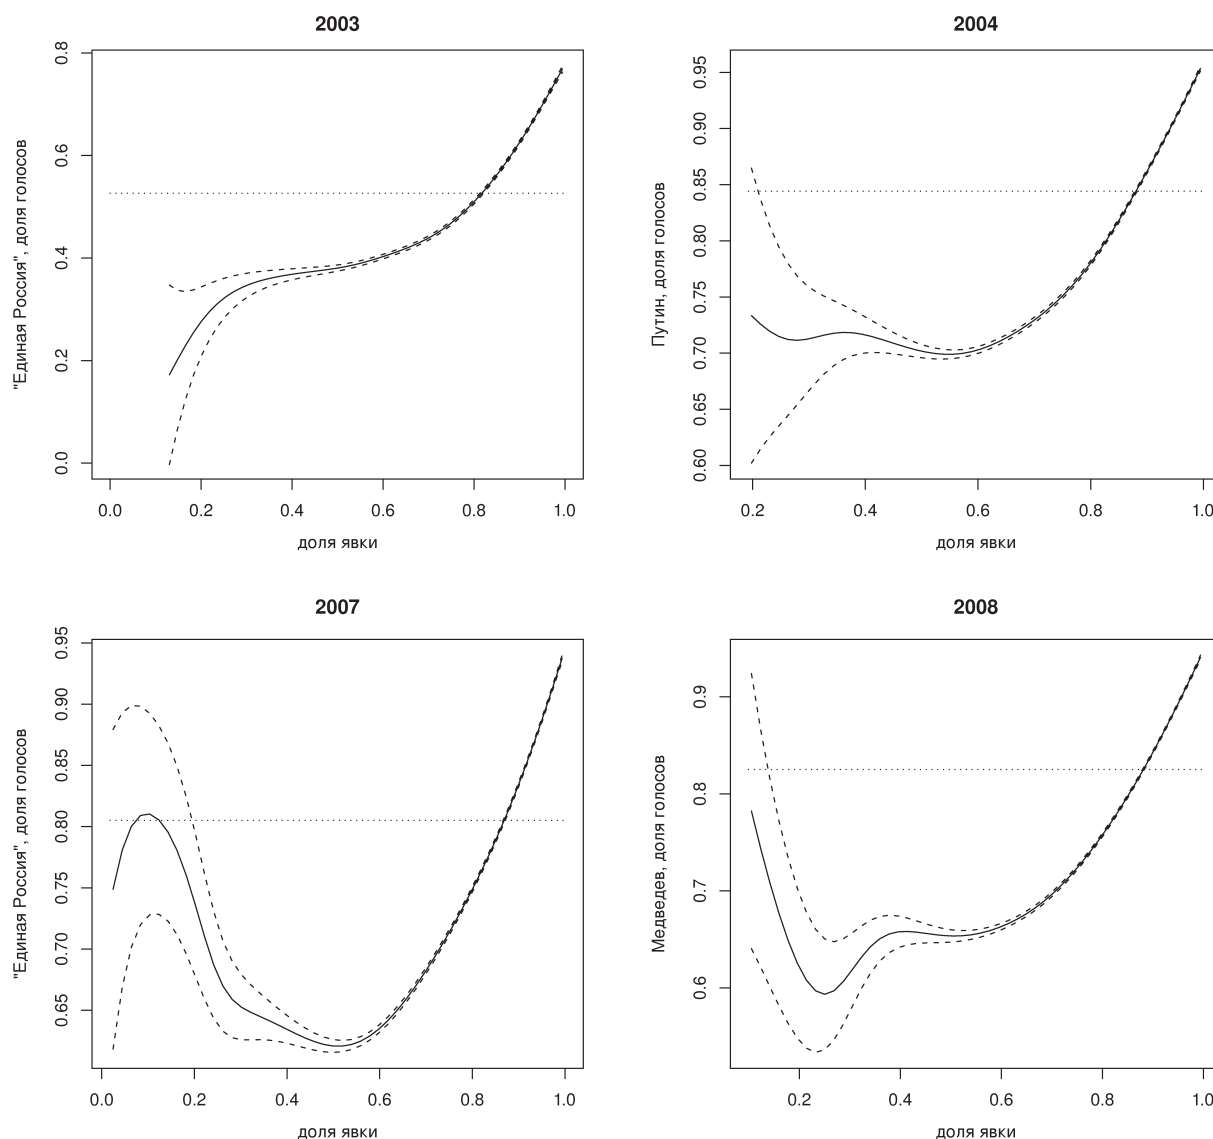 2003
"Единая Россия", доля голосов
0.8
0.6
0.4
0.2
0.0
0.0 0.2 0.4 0.6 0.8 1.0
доля явки
2004
Путин, доля голосов
0.95
0.90
0.85
0.80
0.75
0.70
0.65
0.60
0.2 0.4 0.6 0.8 1.0
доля явки
2007
"Единая Россия", доля голосов
0.95
0.90
0.85
0.80
0.75
0.70
0.65
0.0 0.2 0.4 0.6 0.8 1.0
доля явки
2008
Медведев, доля голосов
0.9
0.8
0.7
0.6
0.2 0.4 0.6 0.8 1.0
доля явки